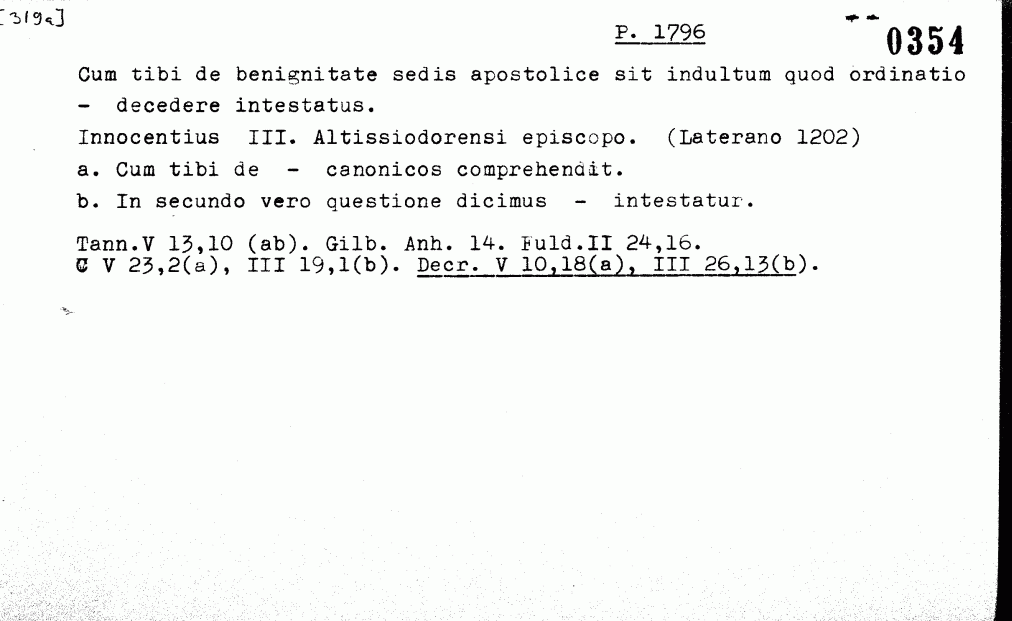 [319a]
P. 1796
0354
Cum tibi de benignitate sedis apostolice sit indultum quod ordinatio
- decedere intestatus.
Innocentius III. Altissiodorensi episcopo. (Laterano 1202)
a. Cum tibi de - canonicos comprehendit.
b. In secundo vero questione dicimus - intestatur.
Tann.V 13,10 (ab). Gilb. Anh. 14. Fuld.II 24,16.
C V 23,2(a), III 19,1(b). Decr. V 10,18(a), III 26,13(b).